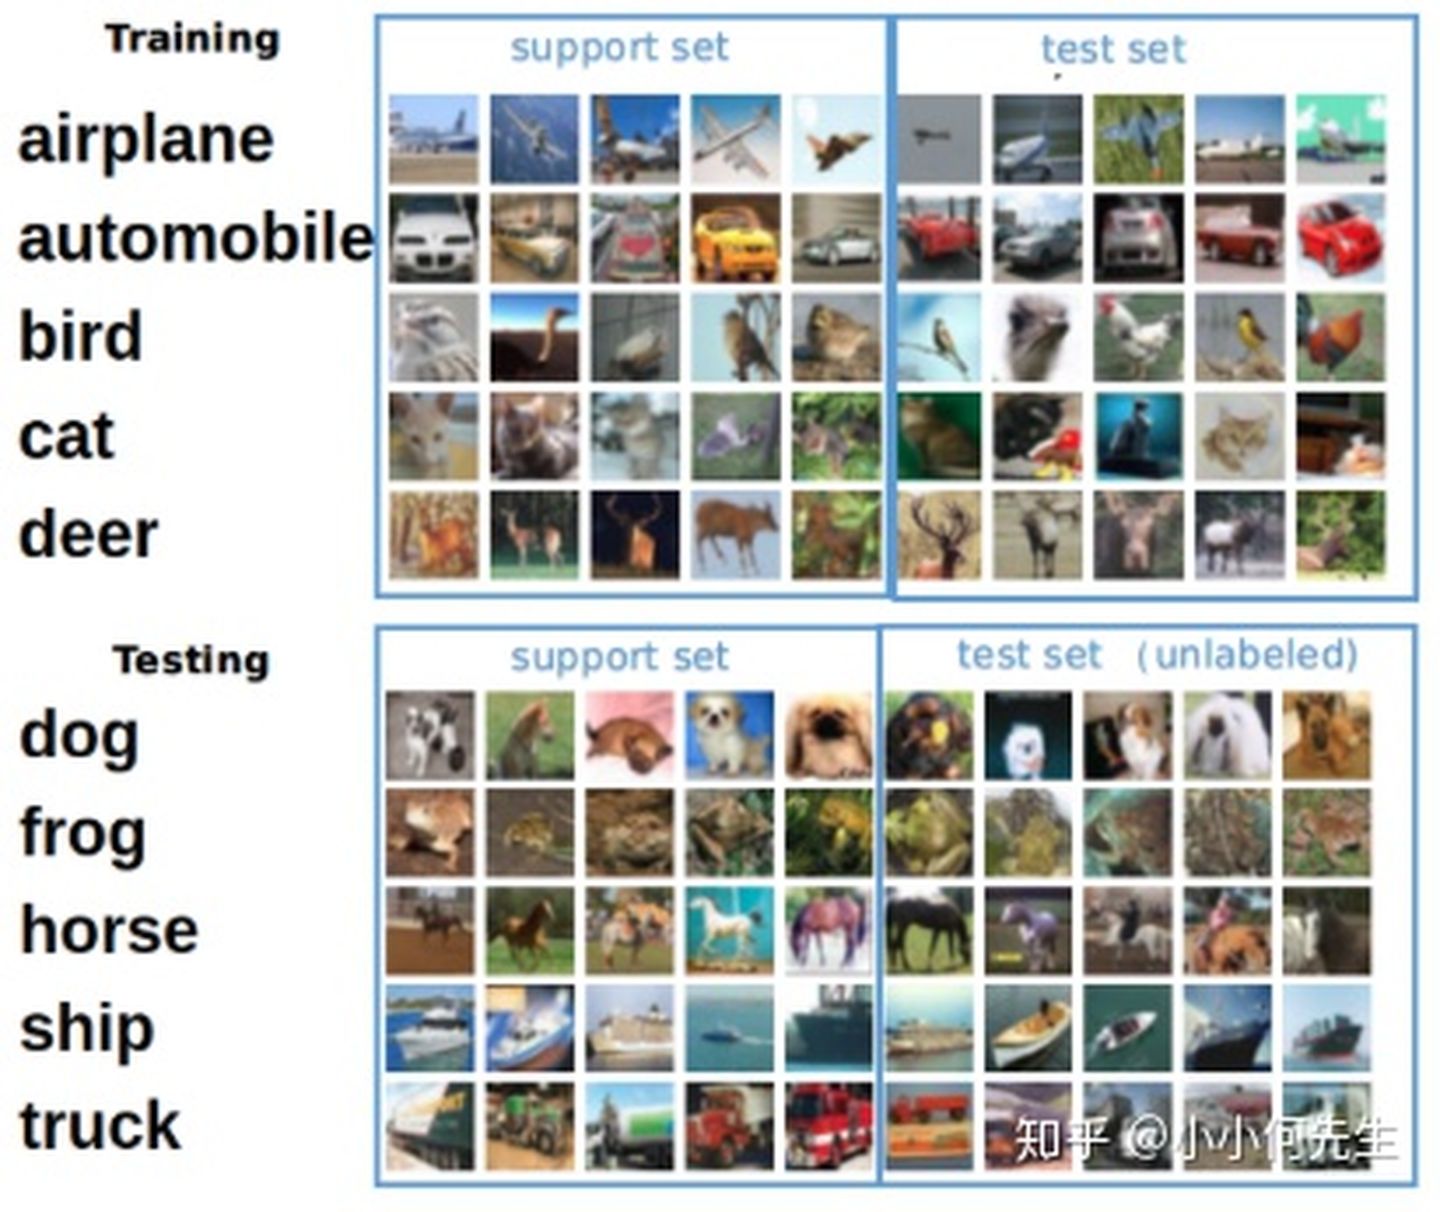 Training
support set
test set
airplane
automobile
bird
cat
deer
Testing
support set
test set （unlabeled)
dog
frog
horse
ship
truck
知乎 @小小何先生